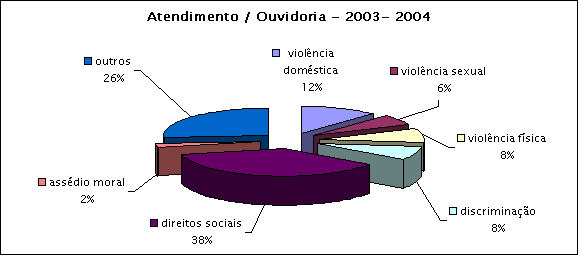 Atendimento / Ouvidoria - 2003- 2004
outros
26%
violência
doméstica
12%
violência sexual
6%
violência física
8%
discriminação
8%
direitos sociais
38%
assédio moral
2%